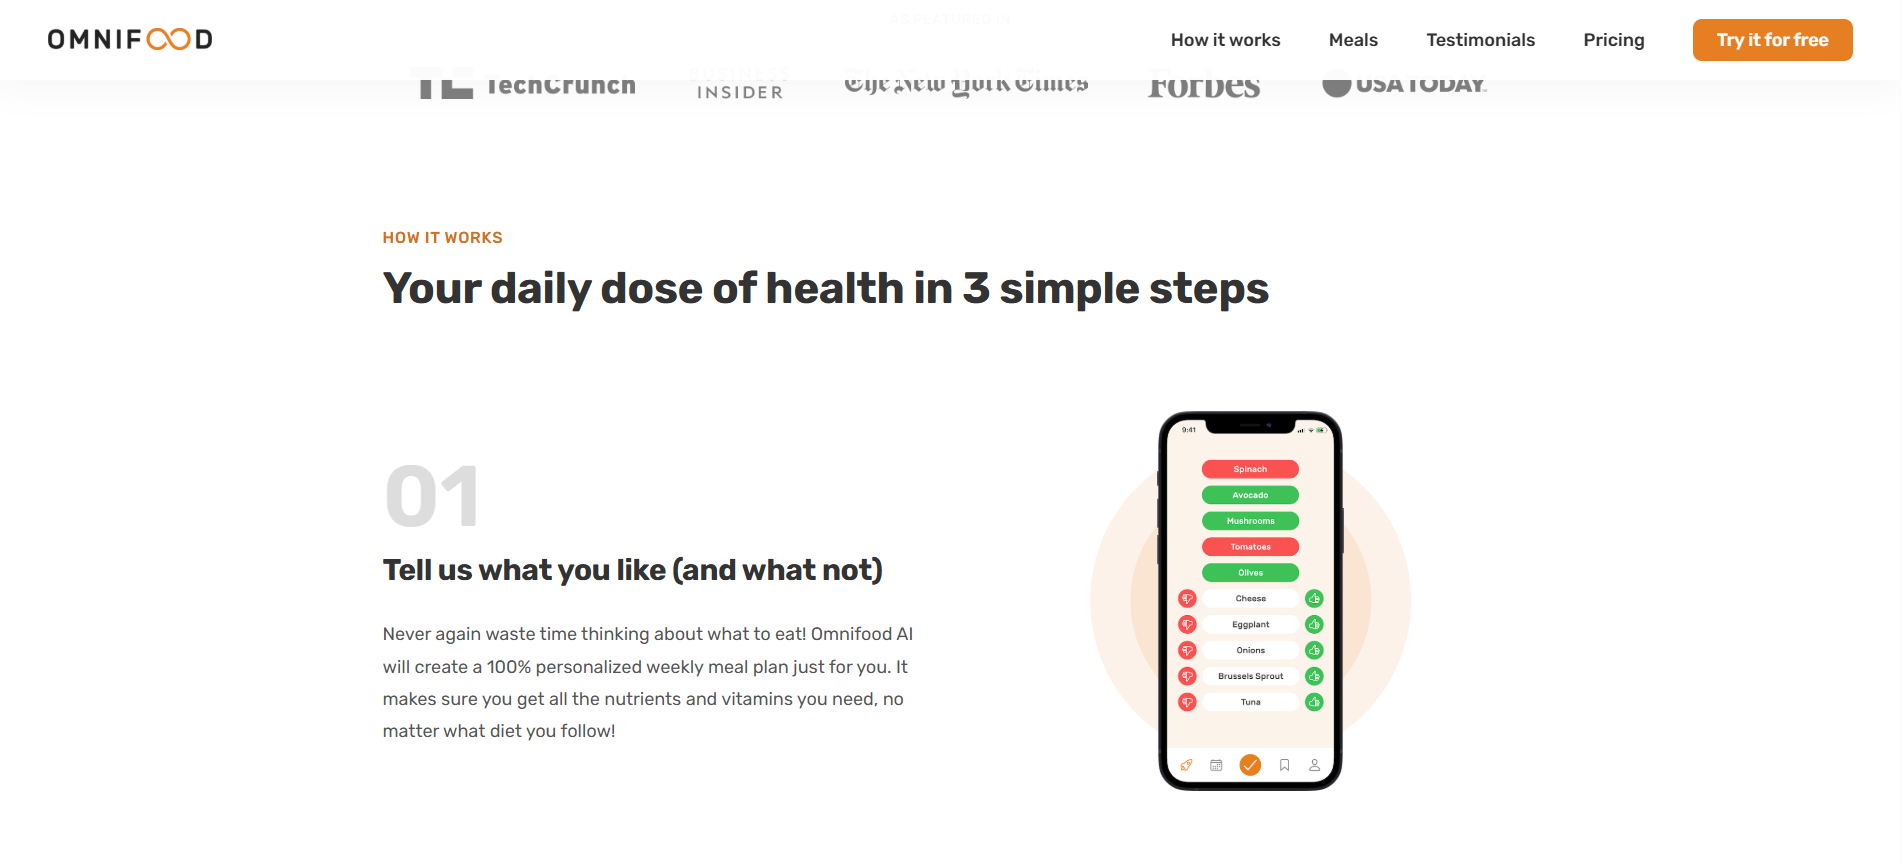 AS FEATURED IN
OMNIFOOD
How it works
Meals
Testimonials
Pricing
Try it for free
TechCrunch
BUSINESS
INSIDER
The New York Times
Forbes
USA TODAY
HOW IT WORKS
Your daily dose of health in 3 simple steps
01
Tell us what you like (and what not)
Never again waste time thinking about what to eat! Omnifood AI
will create a 100% personalized weekly meal plan just for you. It
makes sure you get all the nutrients and vitamins you need, no
matter what diet you follow!
9:41
Spinach
Avocado
Mushrooms
Tomatoes
Olives
Cheese
Eggplant
Onions
Brussels Sprout
Tuna